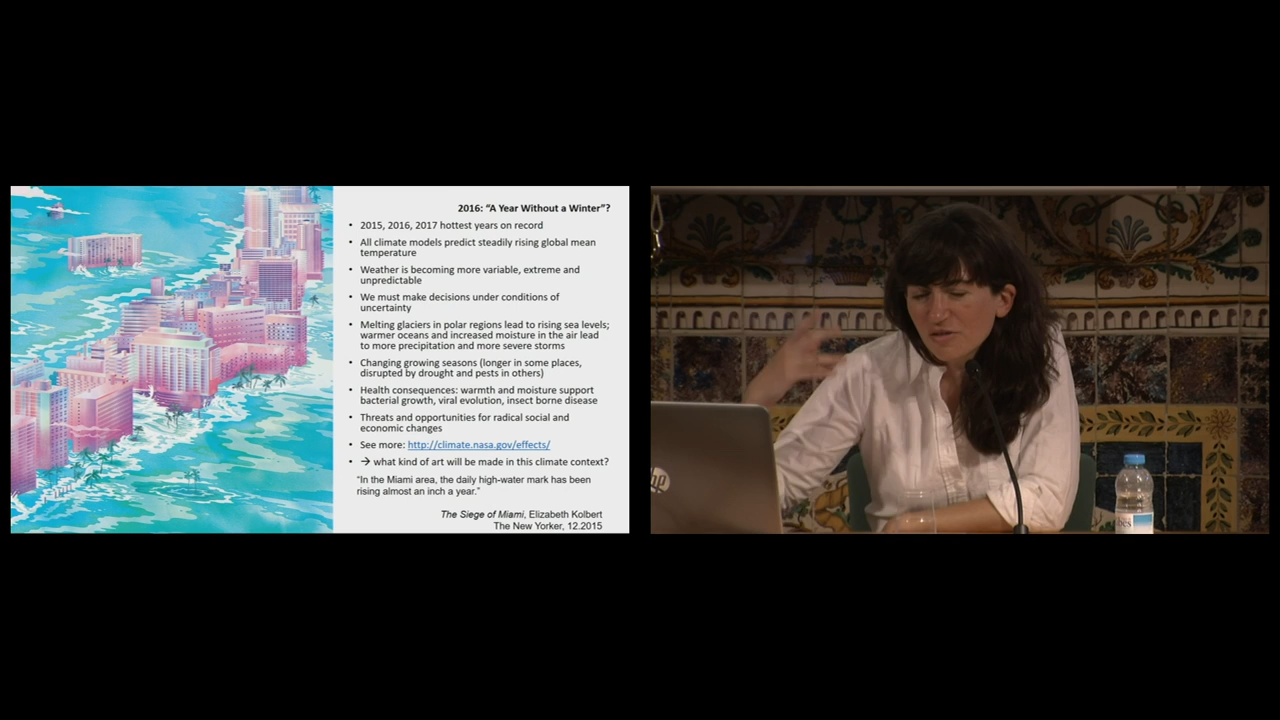 2016: “A Year Without a Winter”?
• 2015, 2016, 2017 hottest years on record
• All climate models predict steadily rising global mean
temperature
• Weather is becoming more variable, extreme and
unpredictable
• We must make decisions under conditions of
uncertainty
• Melting glaciers in polar regions lead to rising sea levels;
warmer oceans and increased moisture in the air lead
to more precipitation and more severe storms
• Changing growing seasons (longer in some places,
disrupted by drought and pests in others)
• Health consequences: warmth and moisture support
bacterial growth, viral evolution, insect borne disease
• Threats and opportunities for radical social and
economic changes
• See more: http://climate.nasa.gov/effects/
• → what kind of art will be made in this climate context?
“In the Miami area, the daily high-water mark has been
rising almost an inch a year.”
The Siege of Miami, Elizabeth Kolbert
The New Yorker, 12.2015
hp